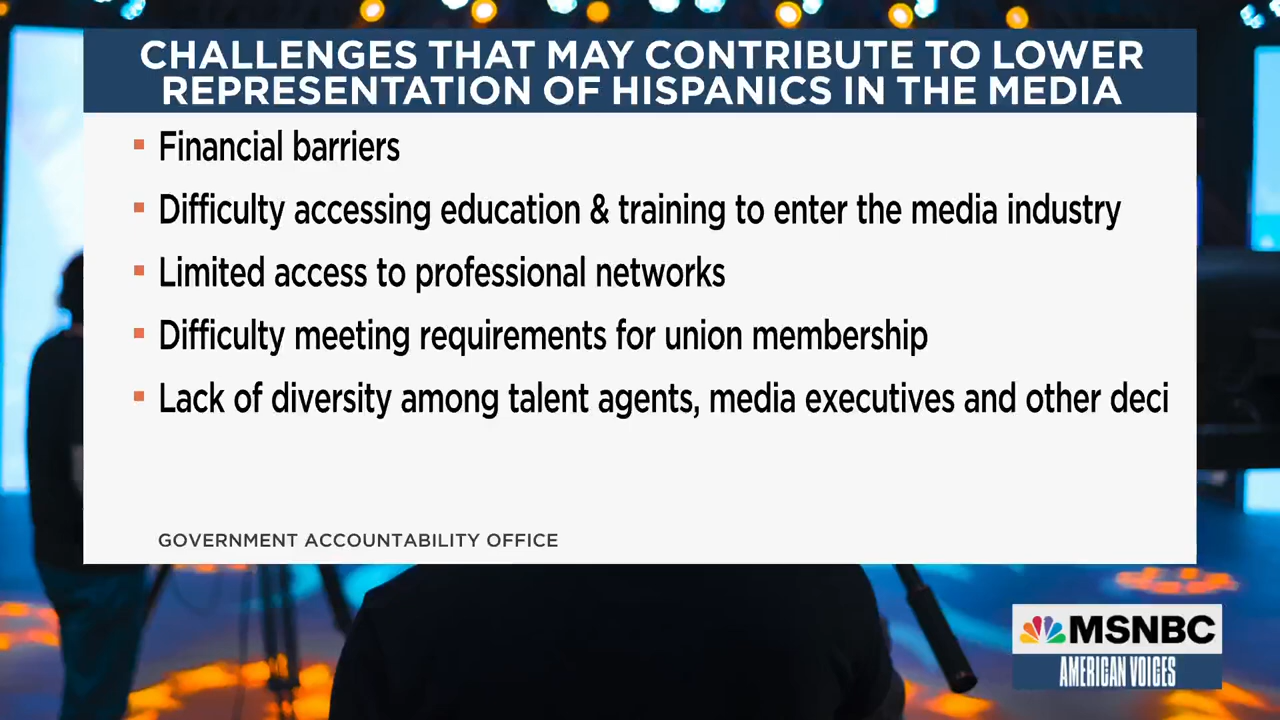 CHALLENGES THAT MAY CONTRIBUTE TO LOWER
REPRESENTATION OF HISPANICS IN THE MEDIA
Financial barriers
Difficulty accessing education & training to enter the media industry
Limited access to professional networks
Difficulty meeting requirements for union membership
Lack of diversity among talent agents, media executives and other deci
GOVERNMENT ACCOUNTABILITY OFFICE
MSNBC
AMERICAN VOICES